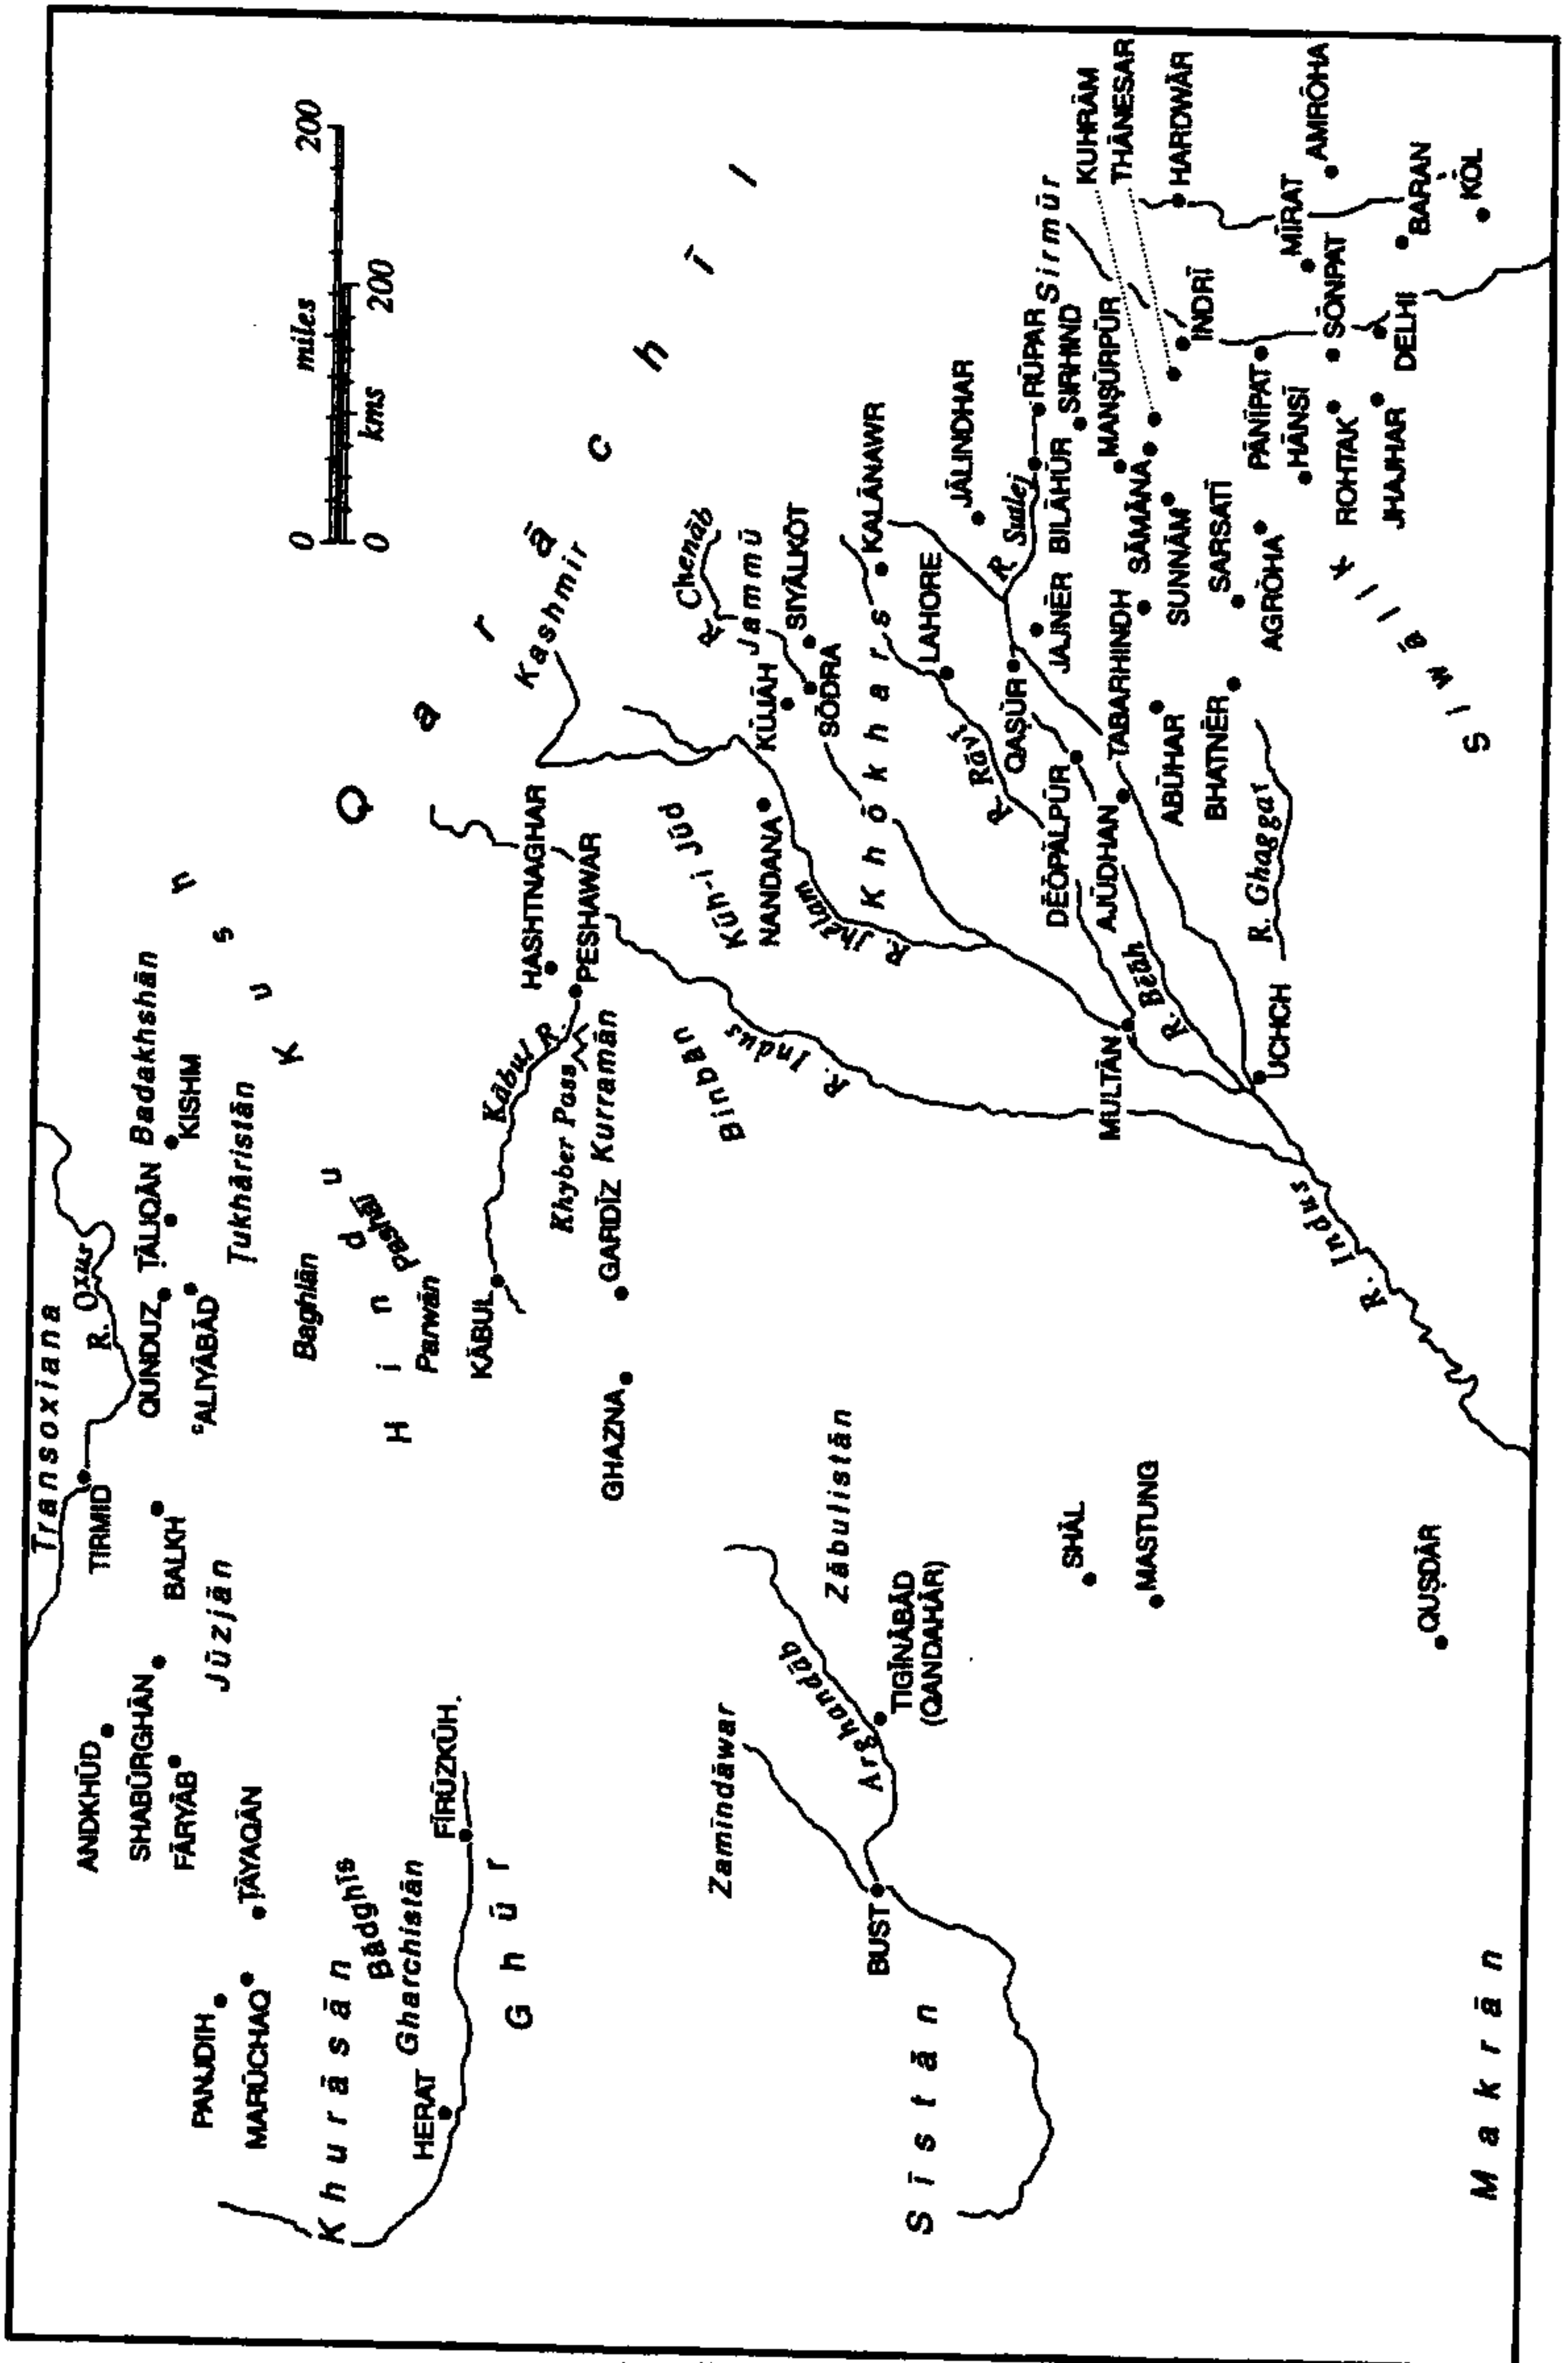 Transoxiana
R. Oxus
TIRMID
ANDKHŪD
SHABŪRGHĀN
BALKH
QUNDUZ
ṬĀLIQĀN
Badakhshān
KISHM
FĀRYĀB
ʿALIYĀBĀD
Jūzjān
PANJDIH
MARŪCHAQ
ṬĀYAQĀN
Ṭukhāristān
Baghlān
0 miles 200
0 kms 200
Khurāsān
Bādghīs
Gharchistān
Hindu Kush
Pashāī
Parwān
Qarāchīl
HERAT
FĪRŪZKŪH
KĀBUL
Kābul R.
Ghūr
Khyber Pass
HASHTNAGHAR
PESHAWAR
Kashmir
GHAZNA
GARDĪZ
Kurramān
Zamīndāwar
Binbān
Kūh-i Jūd
R. Chenāb
Jammū
KŪJĀH
SIYĀLKŌT
SŌDRA
NANDANA
R. Indus
R. Jhēlam
Khōkhars
KALĀNAWR
Zābulistān
Arghandāb
TIGĪNĀBĀD
(QANDAHĀR)
BUST
Sīstān
LAHORE
JĀLINDHAR
R. Rāvī
R. Sutlej
QAṢŪR
RŪPAR
Sirmūr
JAJNĒR
BILĀHŪR
SIRHIND
DĒŌPĀLPŪR
SHĀL
MULTĀN
AJŪDHAN
TABARHINDH
SĀMĀNA
MANṢŪRPŪR
KUHRĀM
THĀNESAR
HARDWĀR
R. Bēāh
ABŪHAR
SUNNĀM
INDRĪ
MASTUNG
BHATNĒR
SARSATĪ
UCHCH
R. Ghaggar
AGRŌHA
PĀNĪPAT
HĀNSĪ
MĪRAT
AMRŌHA
R. Indus
ROHTAK
SŌNPAT
JHAJHAR
DELHI
BARAN
Siwālik
KŌL
QUṢDĀR
Makrān